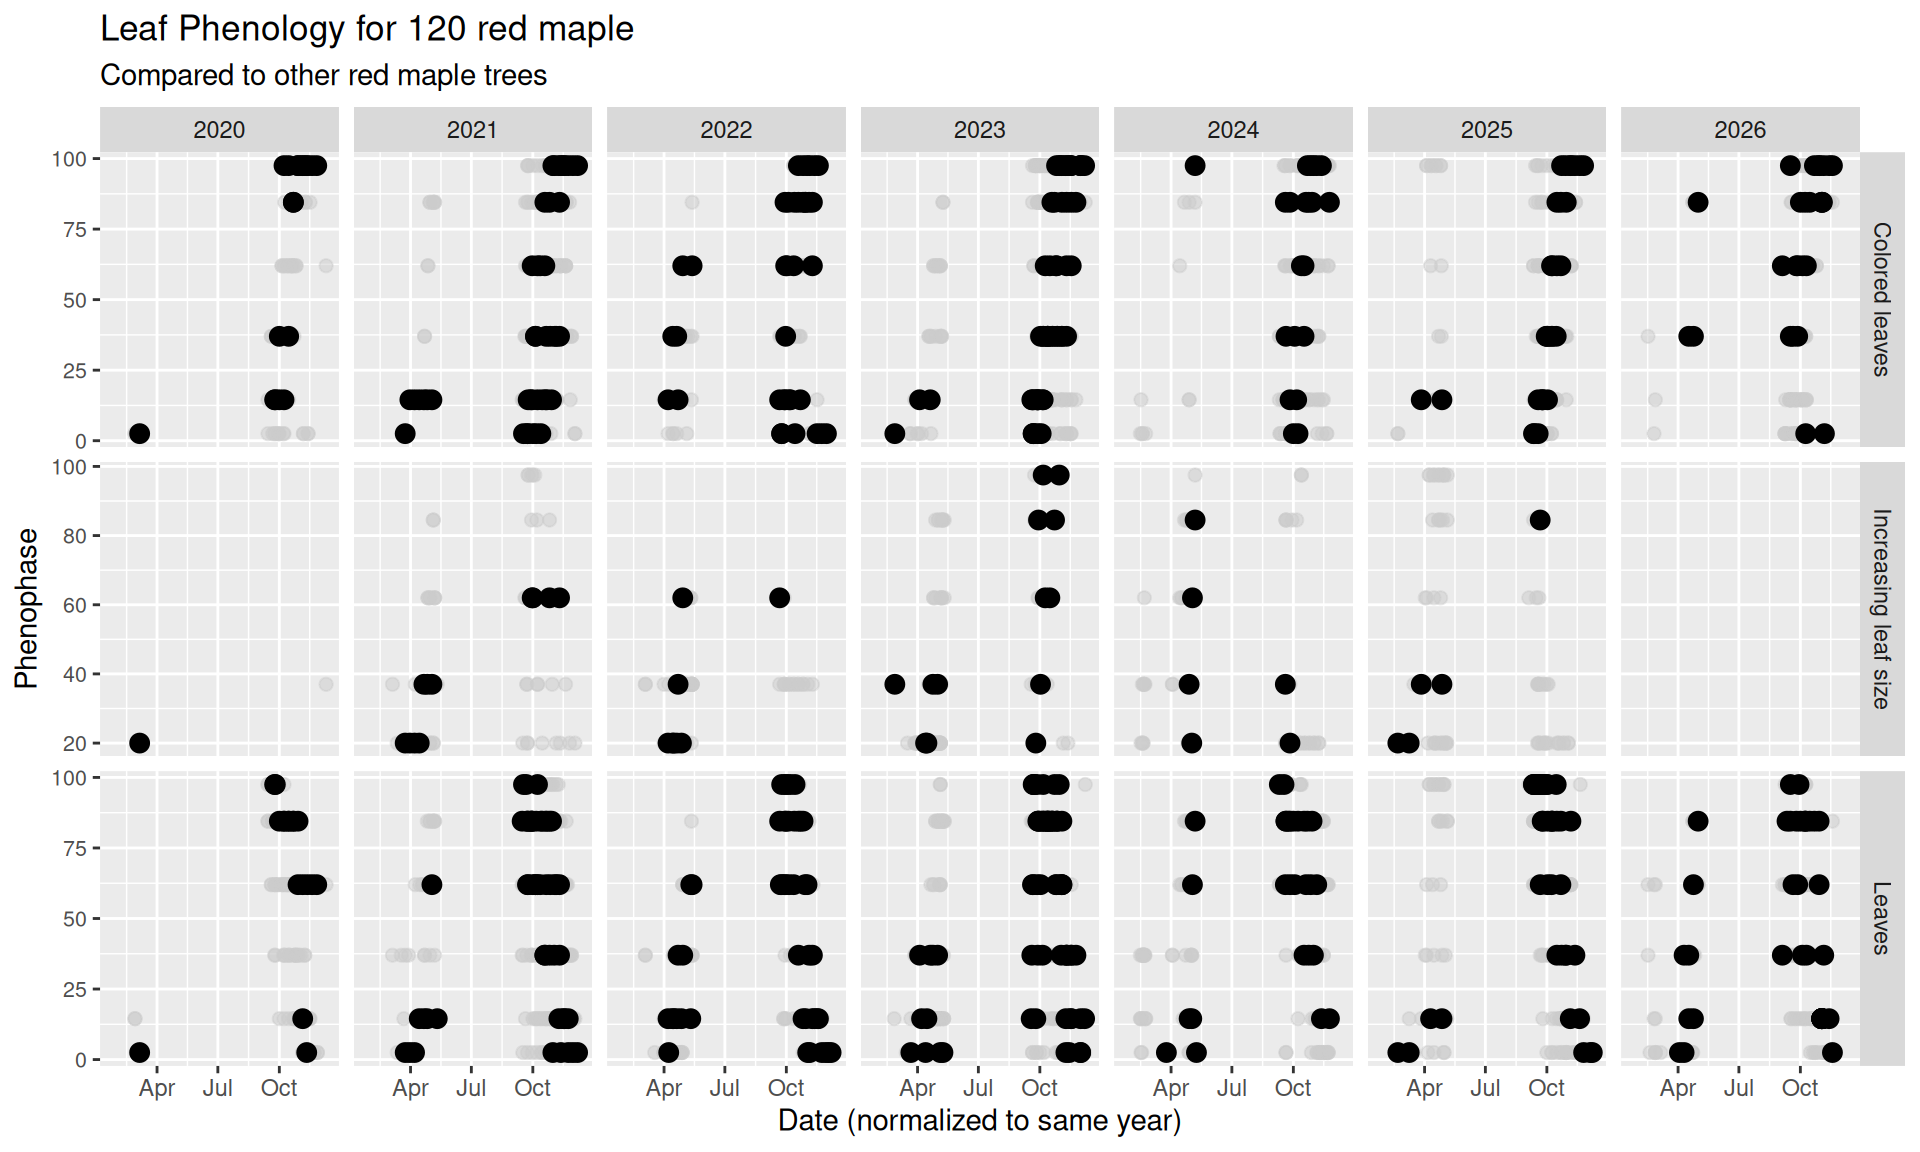 Leaf Phenology for 120 red maple
Compared to other red maple trees
2020 2021 2022 2023 2024 2025 2026
100
75
50
25
0
Colored leaves
100
80
60
40
20
Increasing leaf size
100
75
50
25
0
Leaves
Phenophase
Apr Jul Oct Apr Jul Oct Apr Jul Oct Apr Jul Oct Apr Jul Oct Apr Jul Oct Apr Jul Oct
Date (normalized to same year)